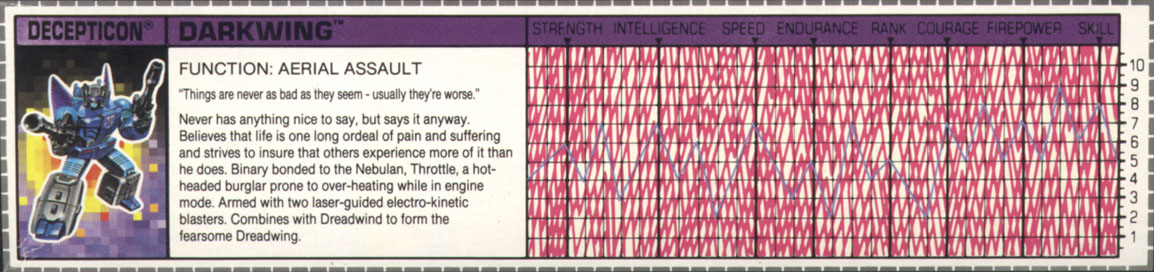 DECEPTICON®
DARKWING™
STRENGTH INTELLIGENCE SPEED ENDURANCE RANK COURAGE FIREPOWER SKILL
FUNCTION: AERIAL ASSAULT
"Things are never as bad as they seem - usually they're worse."
Never has anything nice to say, but says it anyway.
Believes that life is one long ordeal of pain and suffering
and strives to insure that others experience more of it than
he does. Binary bonded to the Nebulan, Throttle, a hot-
headed burglar prone to over-heating while in engine
mode. Armed with two laser-guided electro-kinetic
blasters. Combines with Dreadwind to form the
fearsome Dreadwing.
10
9
8
7
6
5
4
3
2
1